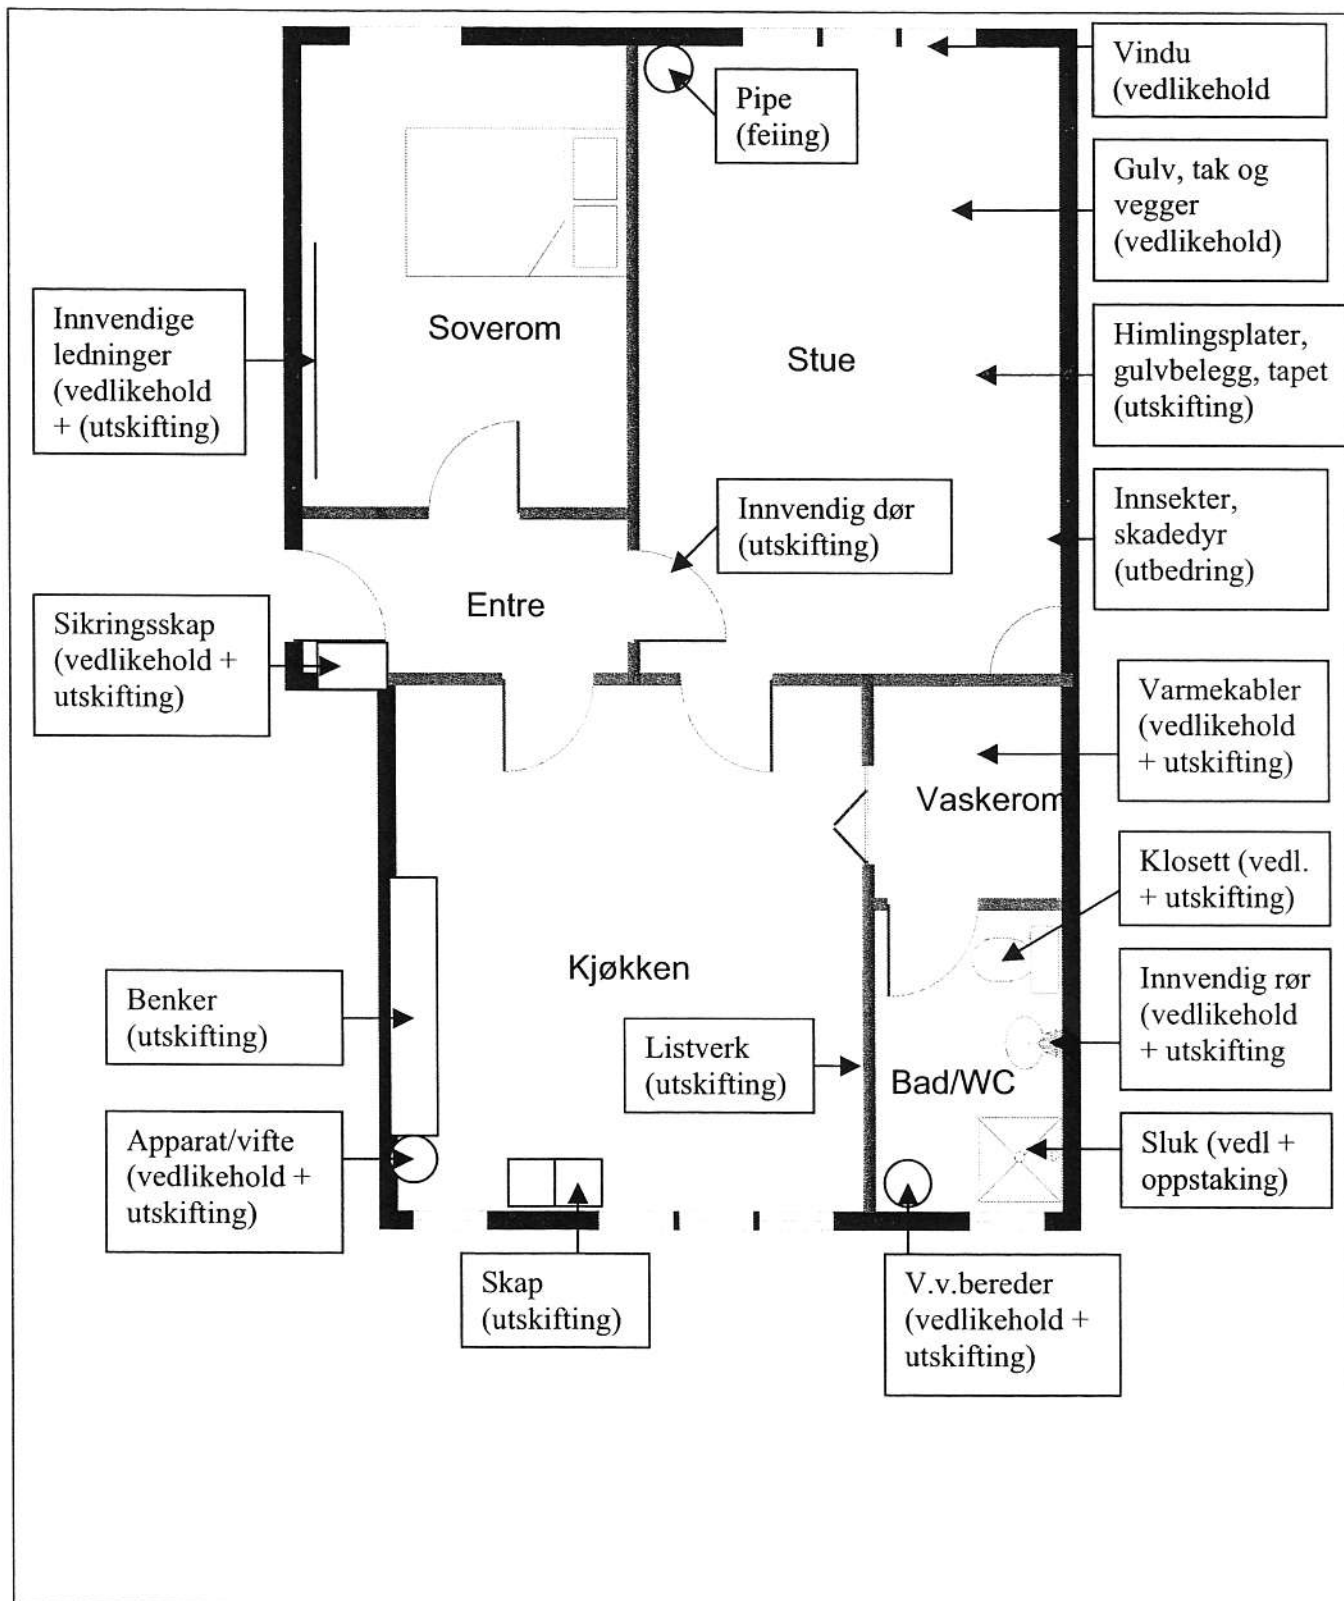 Vindu
(vedlikehold
Pipe
(feiing)
Gulv, tak og
vegger
(vedlikehold)
Innvendige
ledninger
(vedlikehold
+ (utskifting)
Soverom
Stue
Himlingsplater,
gulvbelegg, tapet
(utskifting)
Innvendig dør
(utskifting)
Innsekter,
skadedyr
(utbedring)
Entre
Sikringsskap
(vedlikehold +
utskifting)
Varmekabler
(vedlikehold
+ utskifting)
Vaskerom
Klosett (vedl.
+ utskifting)
Kjøkken
Benker
(utskifting)
Innvendig rør
(vedlikehold
+ utskifting
Listverk
(utskifting)
Bad/WC
Apparat/vifte
(vedlikehold +
utskifting)
Sluk (vedl +
oppstaking)
Skap
(utskifting)
V.v.bereder
(vedlikehold +
utskifting)